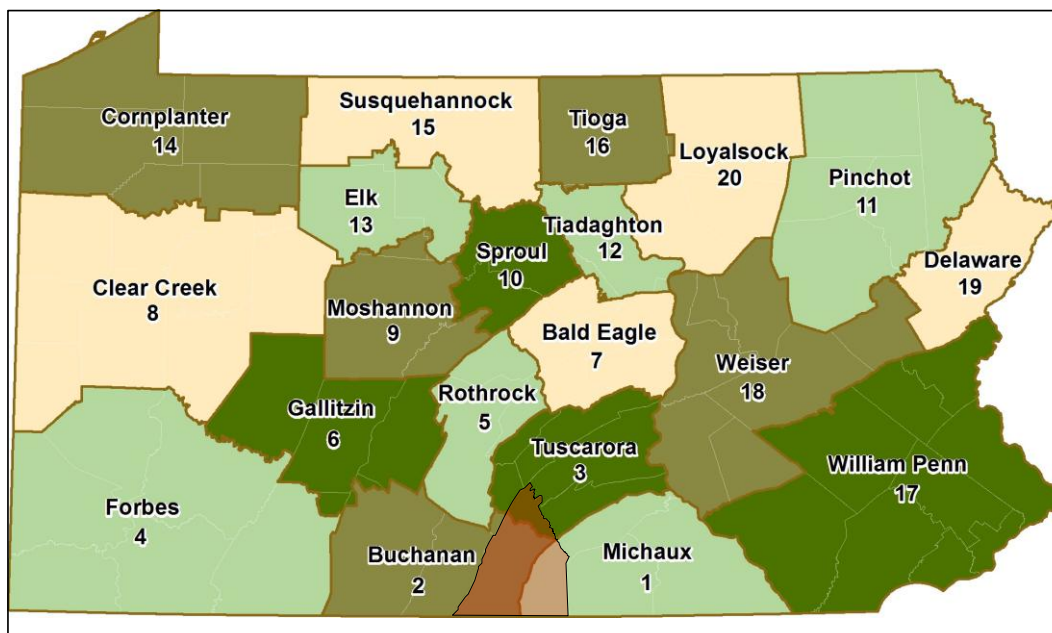 Cornplanter
14
Susquehannock
15
Tioga
16
Loyalsock
20
Pinchot
11
Elk
13
Tiadaghton
12
Sproul
10
Delaware
19
Clear Creek
8
Moshannon
9
Bald Eagle
7
Weiser
18
Rothrock
5
Gallitzin
6
Tuscarora
3
William Penn
17
Forbes
4
Buchanan
2
Michaux
1